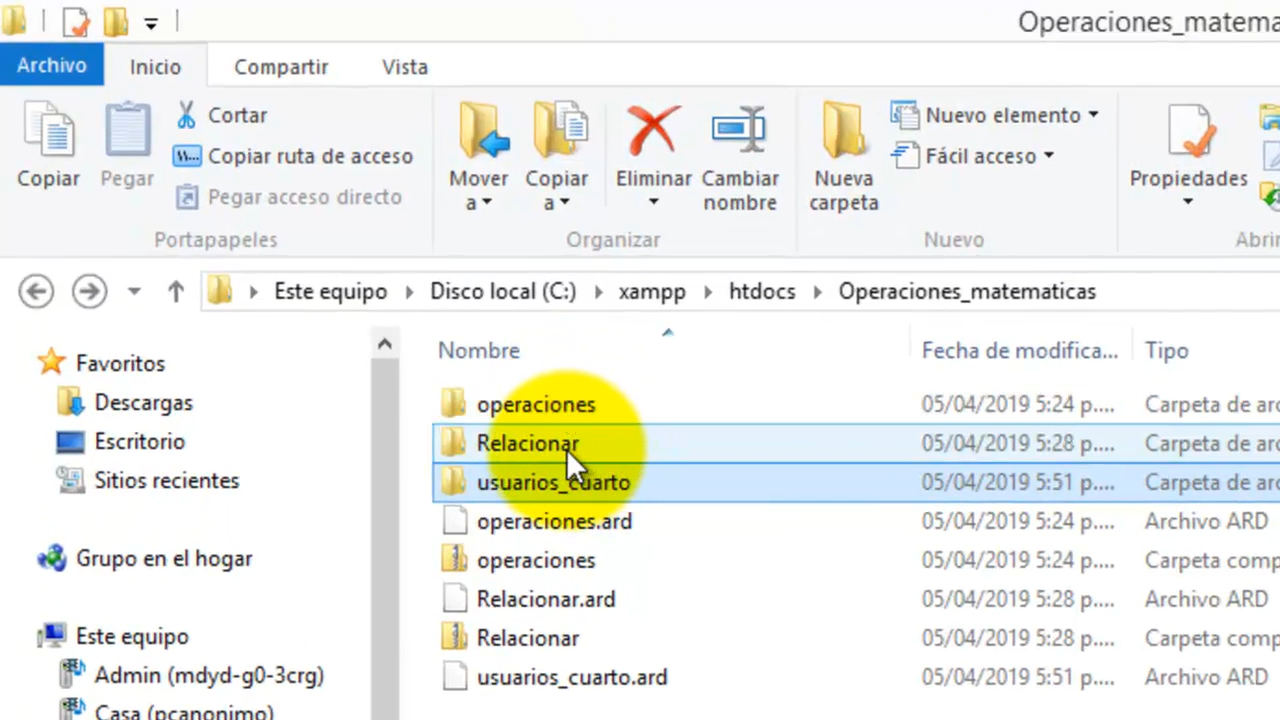 Operaciones_matema
Archivo Inicio Compartir Vista
Copiar
Pegar
Cortar
Copiar ruta de acceso
Pegar acceso directo
Portapapeles
Mover
a
Copiar
a
Eliminar
Cambiar
nombre
Organizar
Nueva
carpeta
Nuevo elemento
Fácil acceso
Nuevo
Propiedades
Abrir
Este equipo Disco local (C:) xampp htdocs Operaciones_matematicas
Favoritos
Descargas
Escritorio
Sitios recientes
Grupo en el hogar
Este equipo
Admin (mdyd-g0-3crg)
Casa (pcanonimo)
Nombre Fecha de modifica... Tipo
operaciones 05/04/2019 5:24 p.... Carpeta de arc
Relacionar 05/04/2019 5:28 p.... Carpeta de arc
usuarios_cuarto 05/04/2019 5:51 p.... Carpeta de arc
operaciones.ard 05/04/2019 5:24 p.... Archivo ARD
operaciones 05/04/2019 5:24 p.... Carpeta comp
Relacionar.ard 05/04/2019 5:28 p.... Archivo ARD
Relacionar 05/04/2019 5:28 p.... Carpeta comp
usuarios_cuarto.ard 05/04/2019 5:51 p.... Archivo ARD